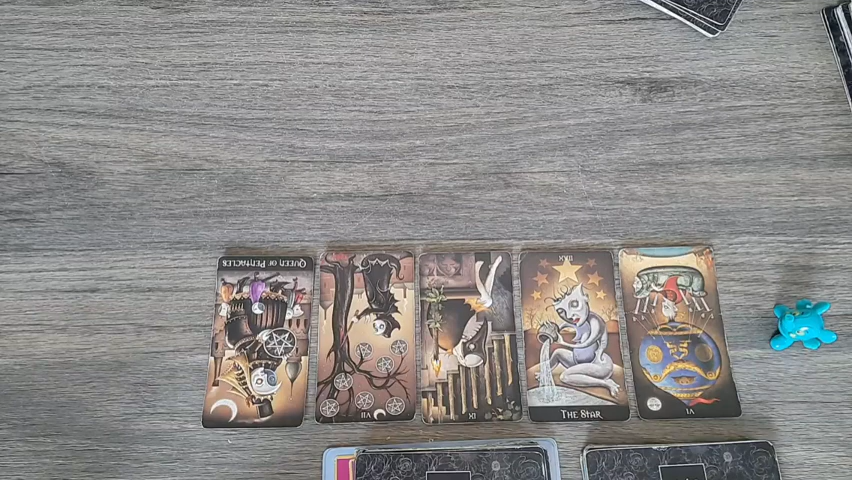 QUEEN OF PENTACLES
VII
IX
XVII
THE STAR
VI